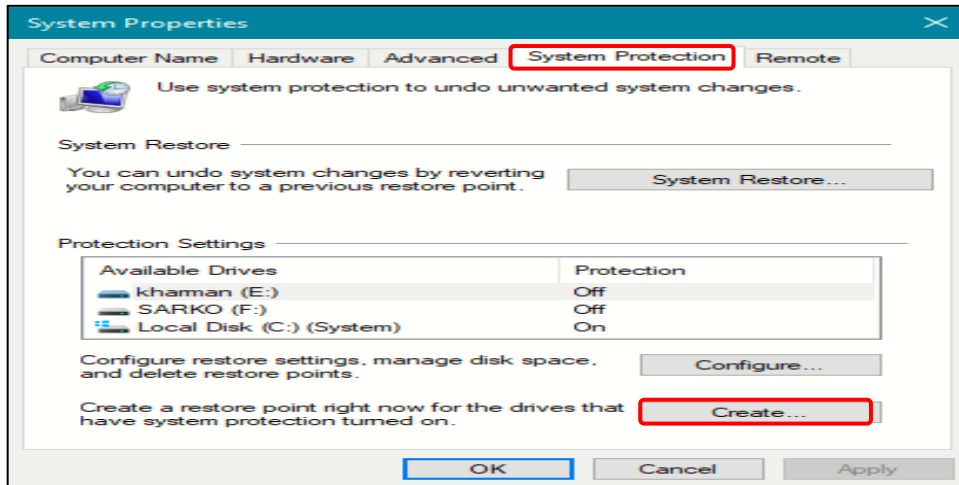 System Properties
Computer Name Hardware Advanced System Protection Remote
Use system protection to undo unwanted system changes.
System Restore
You can undo system changes by reverting
your computer to a previous restore point.
System Restore...
Protection Settings
Available Drives Protection
kharman (E:) Off
SARKO (F:) Off
Local Disk (C:) (System) On
Configure restore settings, manage disk space,
and delete restore points.
Configure...
Create a restore point right now for the drives that
have system protection turned on.
Create...
OK Cancel Apply